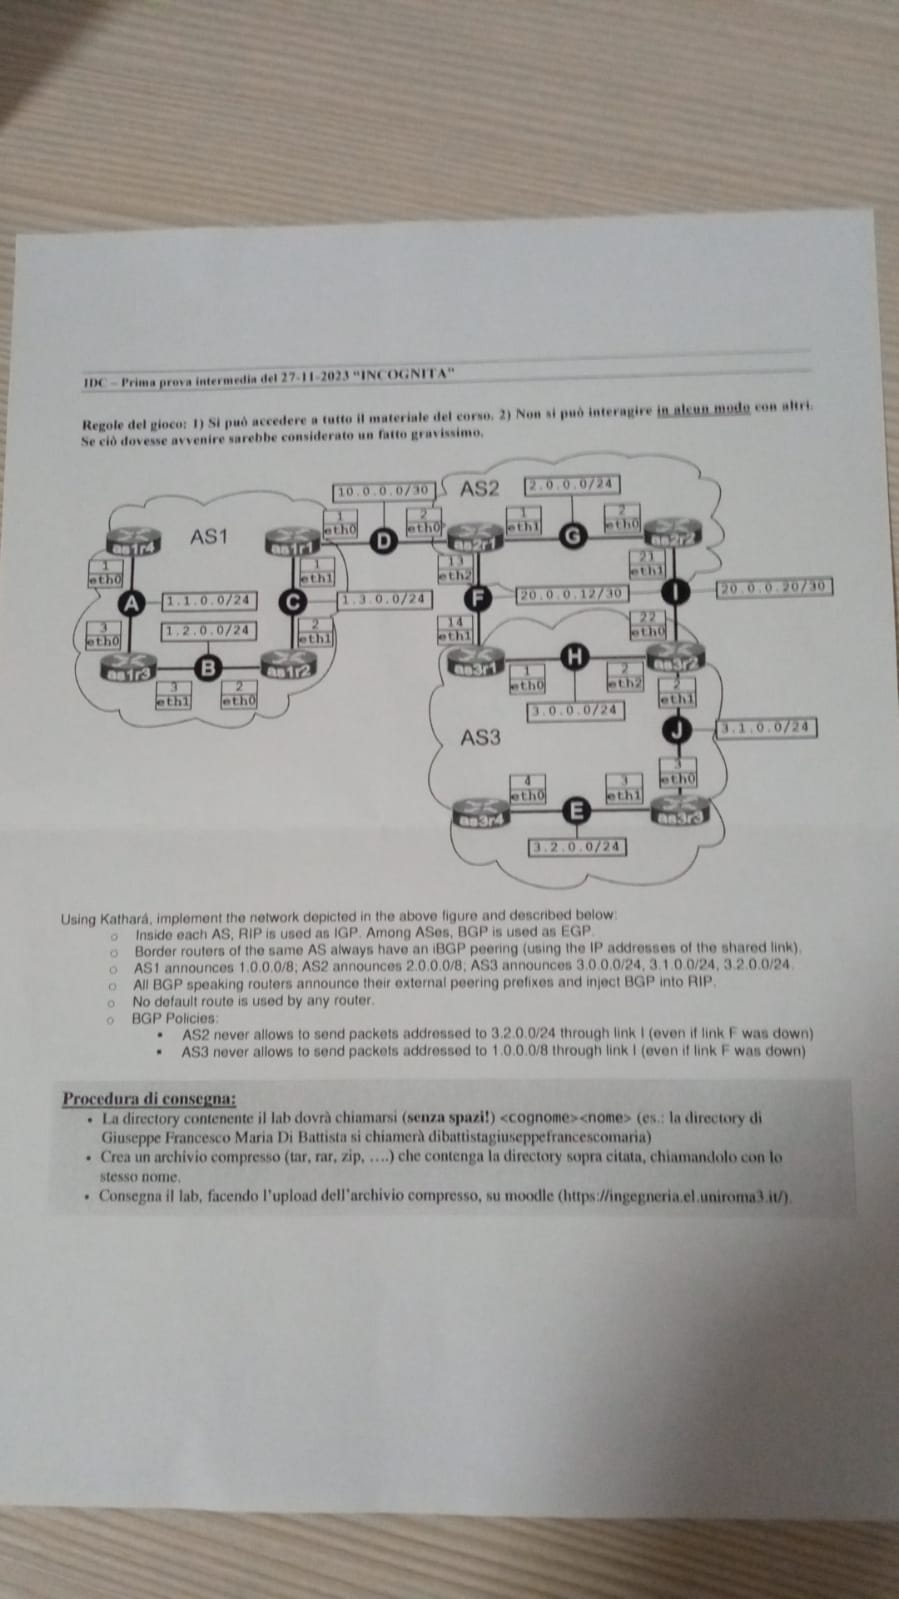 IDC – Prima prova intermedia del 27-11-2023 "INCOGNITA"
Regole del gioco: 1) Si può accedere a tutto il materiale del corso. 2) Non si può interagire in alcun modo con altri.
Se ciò dovesse avvenire sarebbe considerato un fatto gravissimo.
10.0.0.0/30
AS2
2.0.0.0/24
AS1
1
eth0
D
2
eth0
1
eth1
G
2
eth0
as1r4
as1r1
as2r1
as2r2
1
eth0
1
eth1
13
eth2
21
eth1
A
1.1.0.0/24
C
1.3.0.0/24
F
20.0.0.12/30
I
20.0.0.20/30
1.2.0.0/24
3
eth0
2
eth1
14
eth1
22
eth0
as1r3
B
as1r2
as3r1
H
as3r2
3
eth1
2
eth0
1
eth0
2
eth2
2
eth1
3.0.0.0/24
AS3
J
3.1.0.0/24
4
eth0
3
eth1
3
eth0
as3r4
E
as3r3
3.2.0.0/24
Using Kathará, implement the network depicted in the above figure and described below:
o Inside each AS, RIP is used as IGP. Among ASes, BGP is used as EGP.
o Border routers of the same AS always have an iBGP peering (using the IP addresses of the shared link).
o AS1 announces 1.0.0.0/8; AS2 announces 2.0.0.0/8; AS3 announces 3.0.0.0/24, 3.1.0.0/24, 3.2.0.0/24.
o All BGP speaking routers announce their external peering prefixes and inject BGP into RIP.
o No default route is used by any router.
o BGP Policies:
▪ AS2 never allows to send packets addressed to 3.2.0.0/24 through link I (even if link F was down)
▪ AS3 never allows to send packets addressed to 1.0.0.0/8 through link I (even if link F was down)
Procedura di consegna:
• La directory contenente il lab dovrà chiamarsi (senza spazi!) <cognome><nome> (es.: la directory di
Giuseppe Francesco Maria Di Battista si chiamerà dibattistagiuseppefrancescomaria)
• Crea un archivio compresso (tar, rar, zip, ….) che contenga la directory sopra citata, chiamandolo con lo
stesso nome.
• Consegna il lab, facendo l'upload dell'archivio compresso, su moodle (https://ingegneria.el.uniroma3.it/).